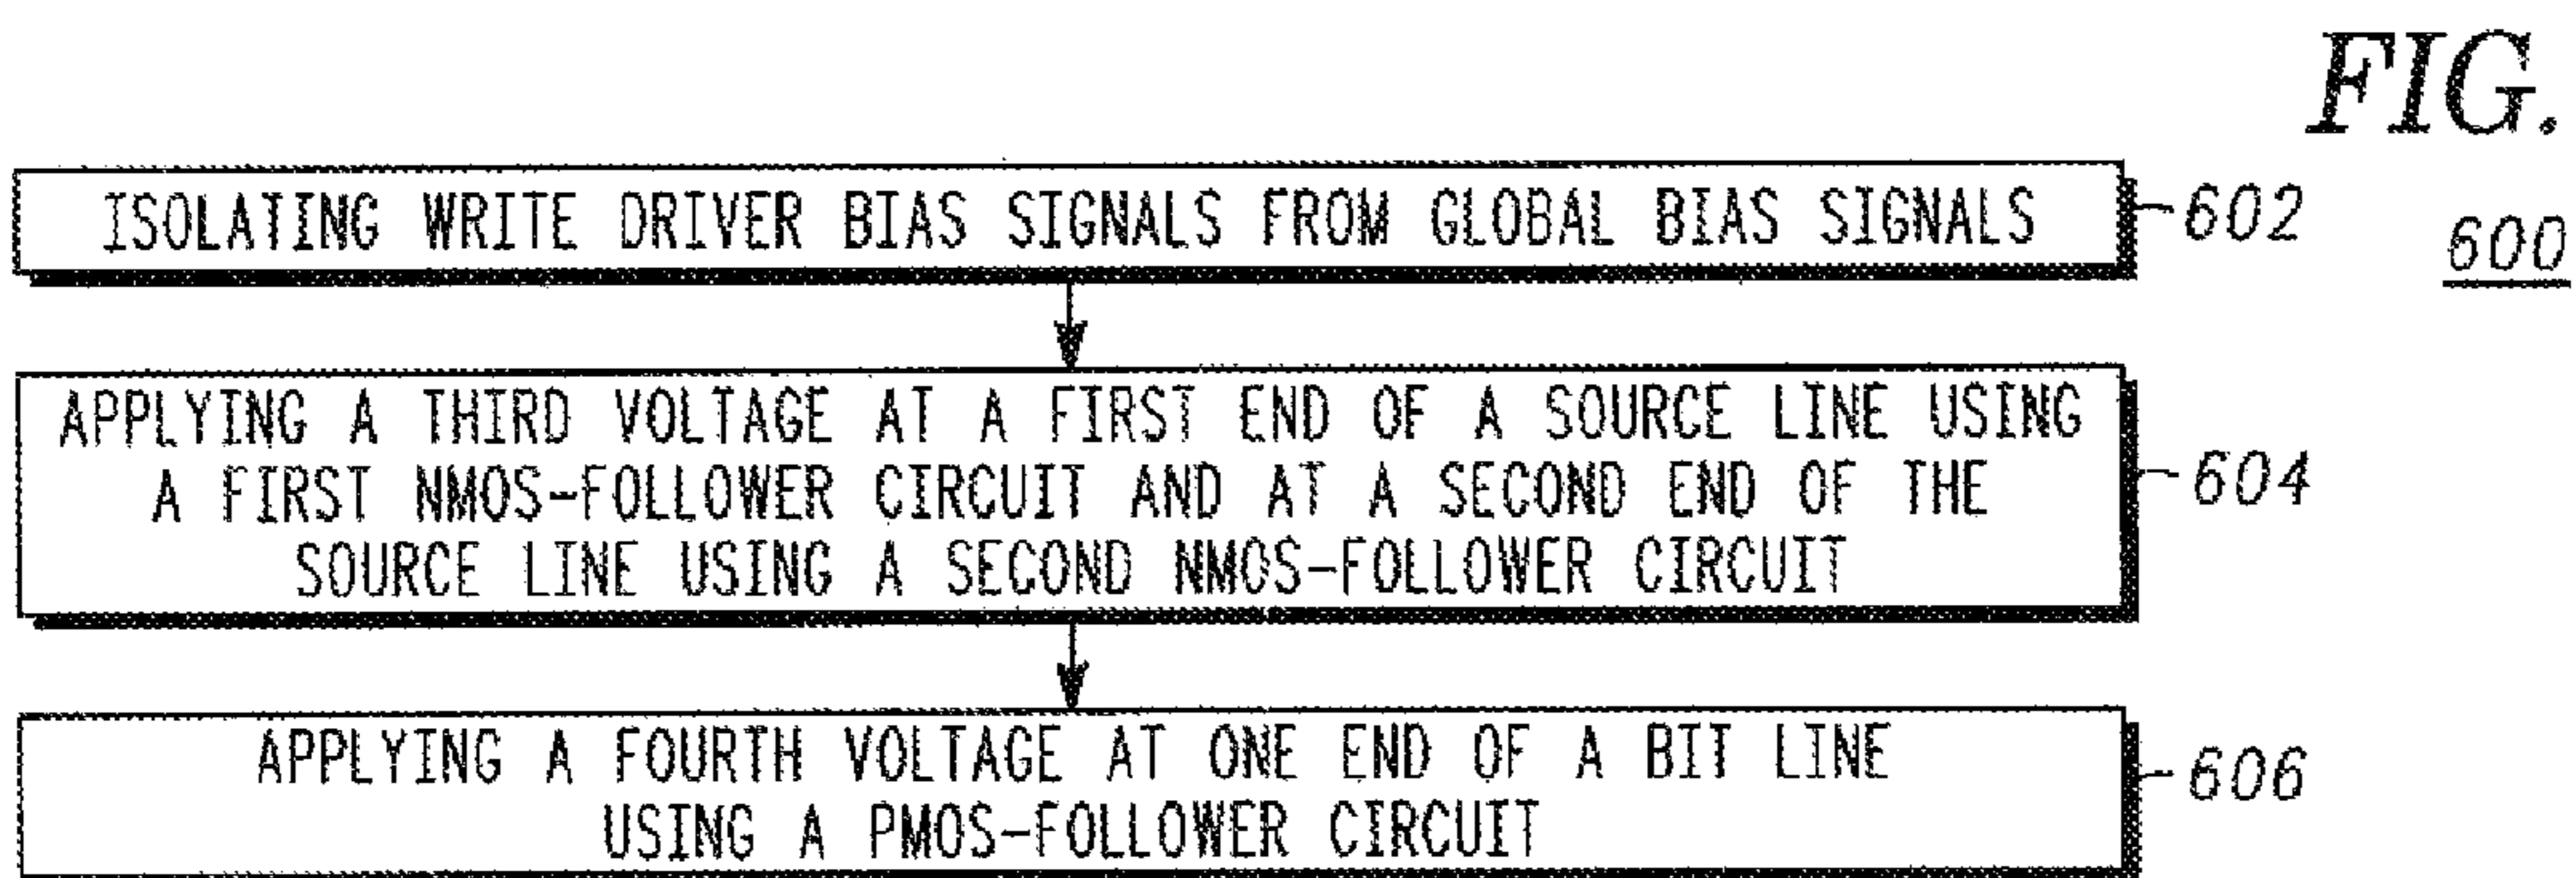 FIG.
ISOLATING WRITE DRIVER BIAS SIGNALS FROM GLOBAL BIAS SIGNALS
602
600
APPLYING A THIRD VOLTAGE AT A FIRST END OF A SOURCE LINE USING
A FIRST NMOS-FOLLOWER CIRCUIT AND AT A SECOND END OF THE
SOURCE LINE USING A SECOND NMOS-FOLLOWER CIRCUIT
604
APPLYING A FOURTH VOLTAGE AT ONE END OF A BIT LINE
USING A PMOS-FOLLOWER CIRCUIT
606